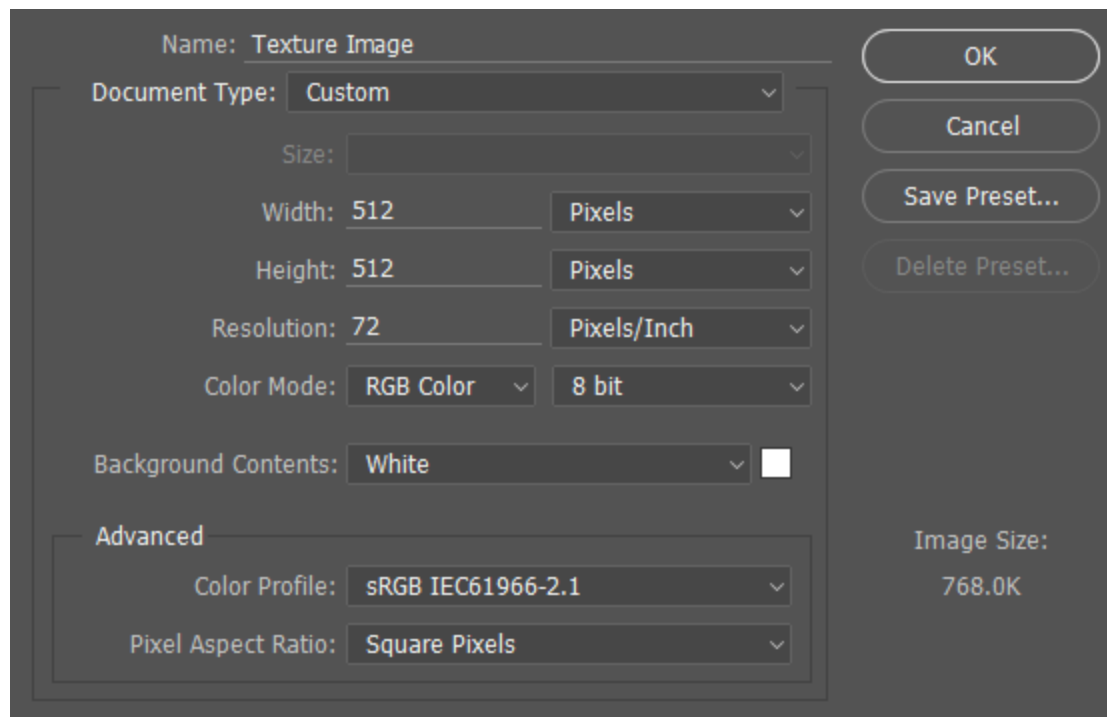 Name: Texture Image
OK
Document Type: Custom
Cancel
Size:
Save Preset...
Width: 512 Pixels
Height: 512 Pixels
Delete Preset...
Resolution: 72 Pixels/Inch
Color Mode: RGB Color 8 bit
Background Contents: White
Advanced
Image Size:
Color Profile: sRGB IEC61966-2.1
768.0K
Pixel Aspect Ratio: Square Pixels